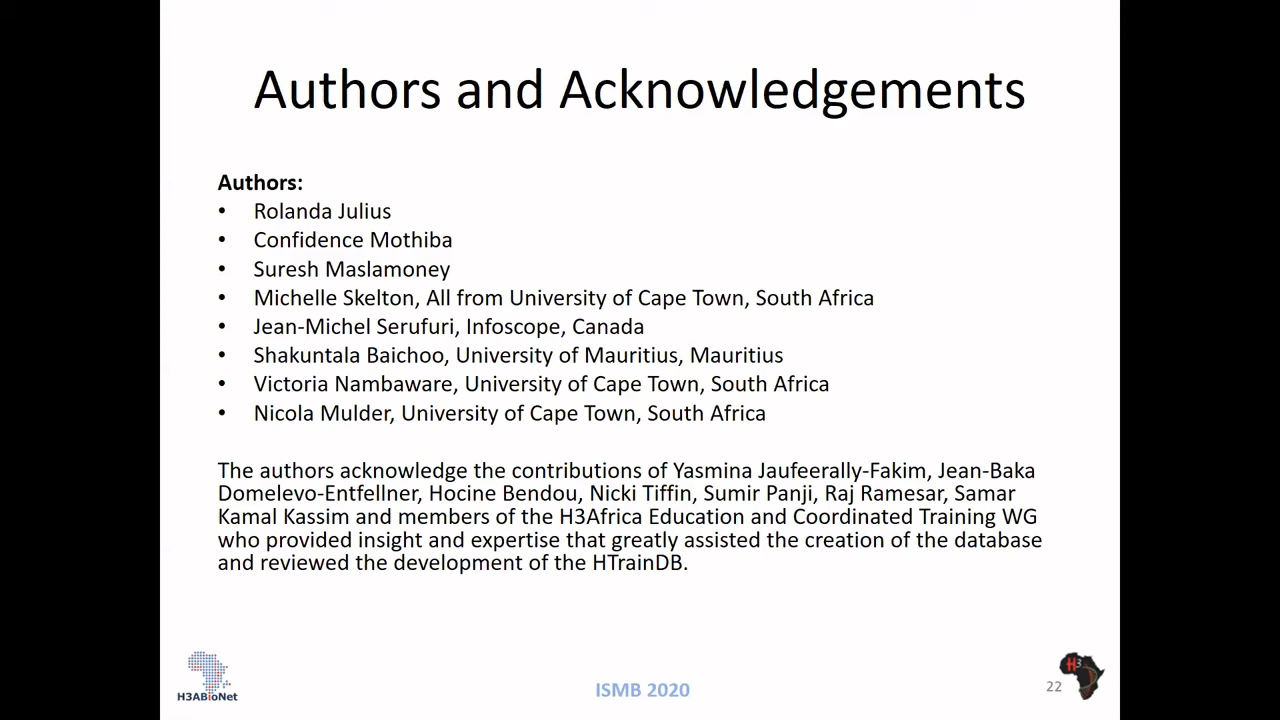 Authors and Acknowledgements
Authors:
• Rolanda Julius
• Confidence Mothiba
• Suresh Maslamoney
• Michelle Skelton, All from University of Cape Town, South Africa
• Jean-Michel Serufuri, Infoscope, Canada
• Shakuntala Baichoo, University of Mauritius, Mauritius
• Victoria Nambaware, University of Cape Town, South Africa
• Nicola Mulder, University of Cape Town, South Africa
The authors acknowledge the contributions of Yasmina Jaufeerally-Fakim, Jean-Baka
Domelevo-Entfellner, Hocine Bendou, Nicki Tiffin, Sumir Panji, Raj Ramesar, Samar
Kamal Kassim and members of the H3Africa Education and Coordinated Training WG
who provided insight and expertise that greatly assisted the creation of the database
and reviewed the development of the HTrainDB.
H3ABioNet
ISMB 2020
22
H3